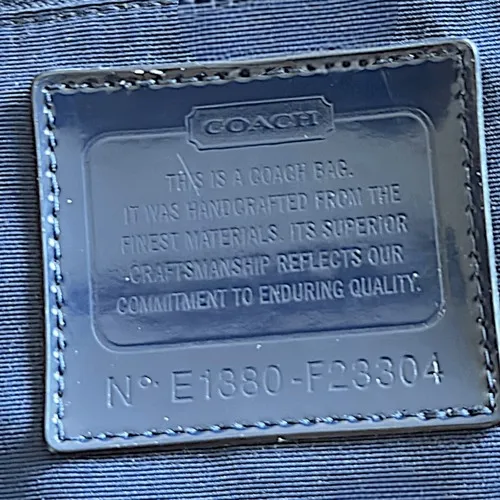 COACH
THIS IS A COACH BAG.
IT WAS HANDCRAFTED FROM THE
FINEST MATERIALS. ITS SUPERIOR
CRAFTSMANSHIP REFLECTS OUR
COMMITMENT TO ENDURING QUALITY.
Nº E1380-F23304